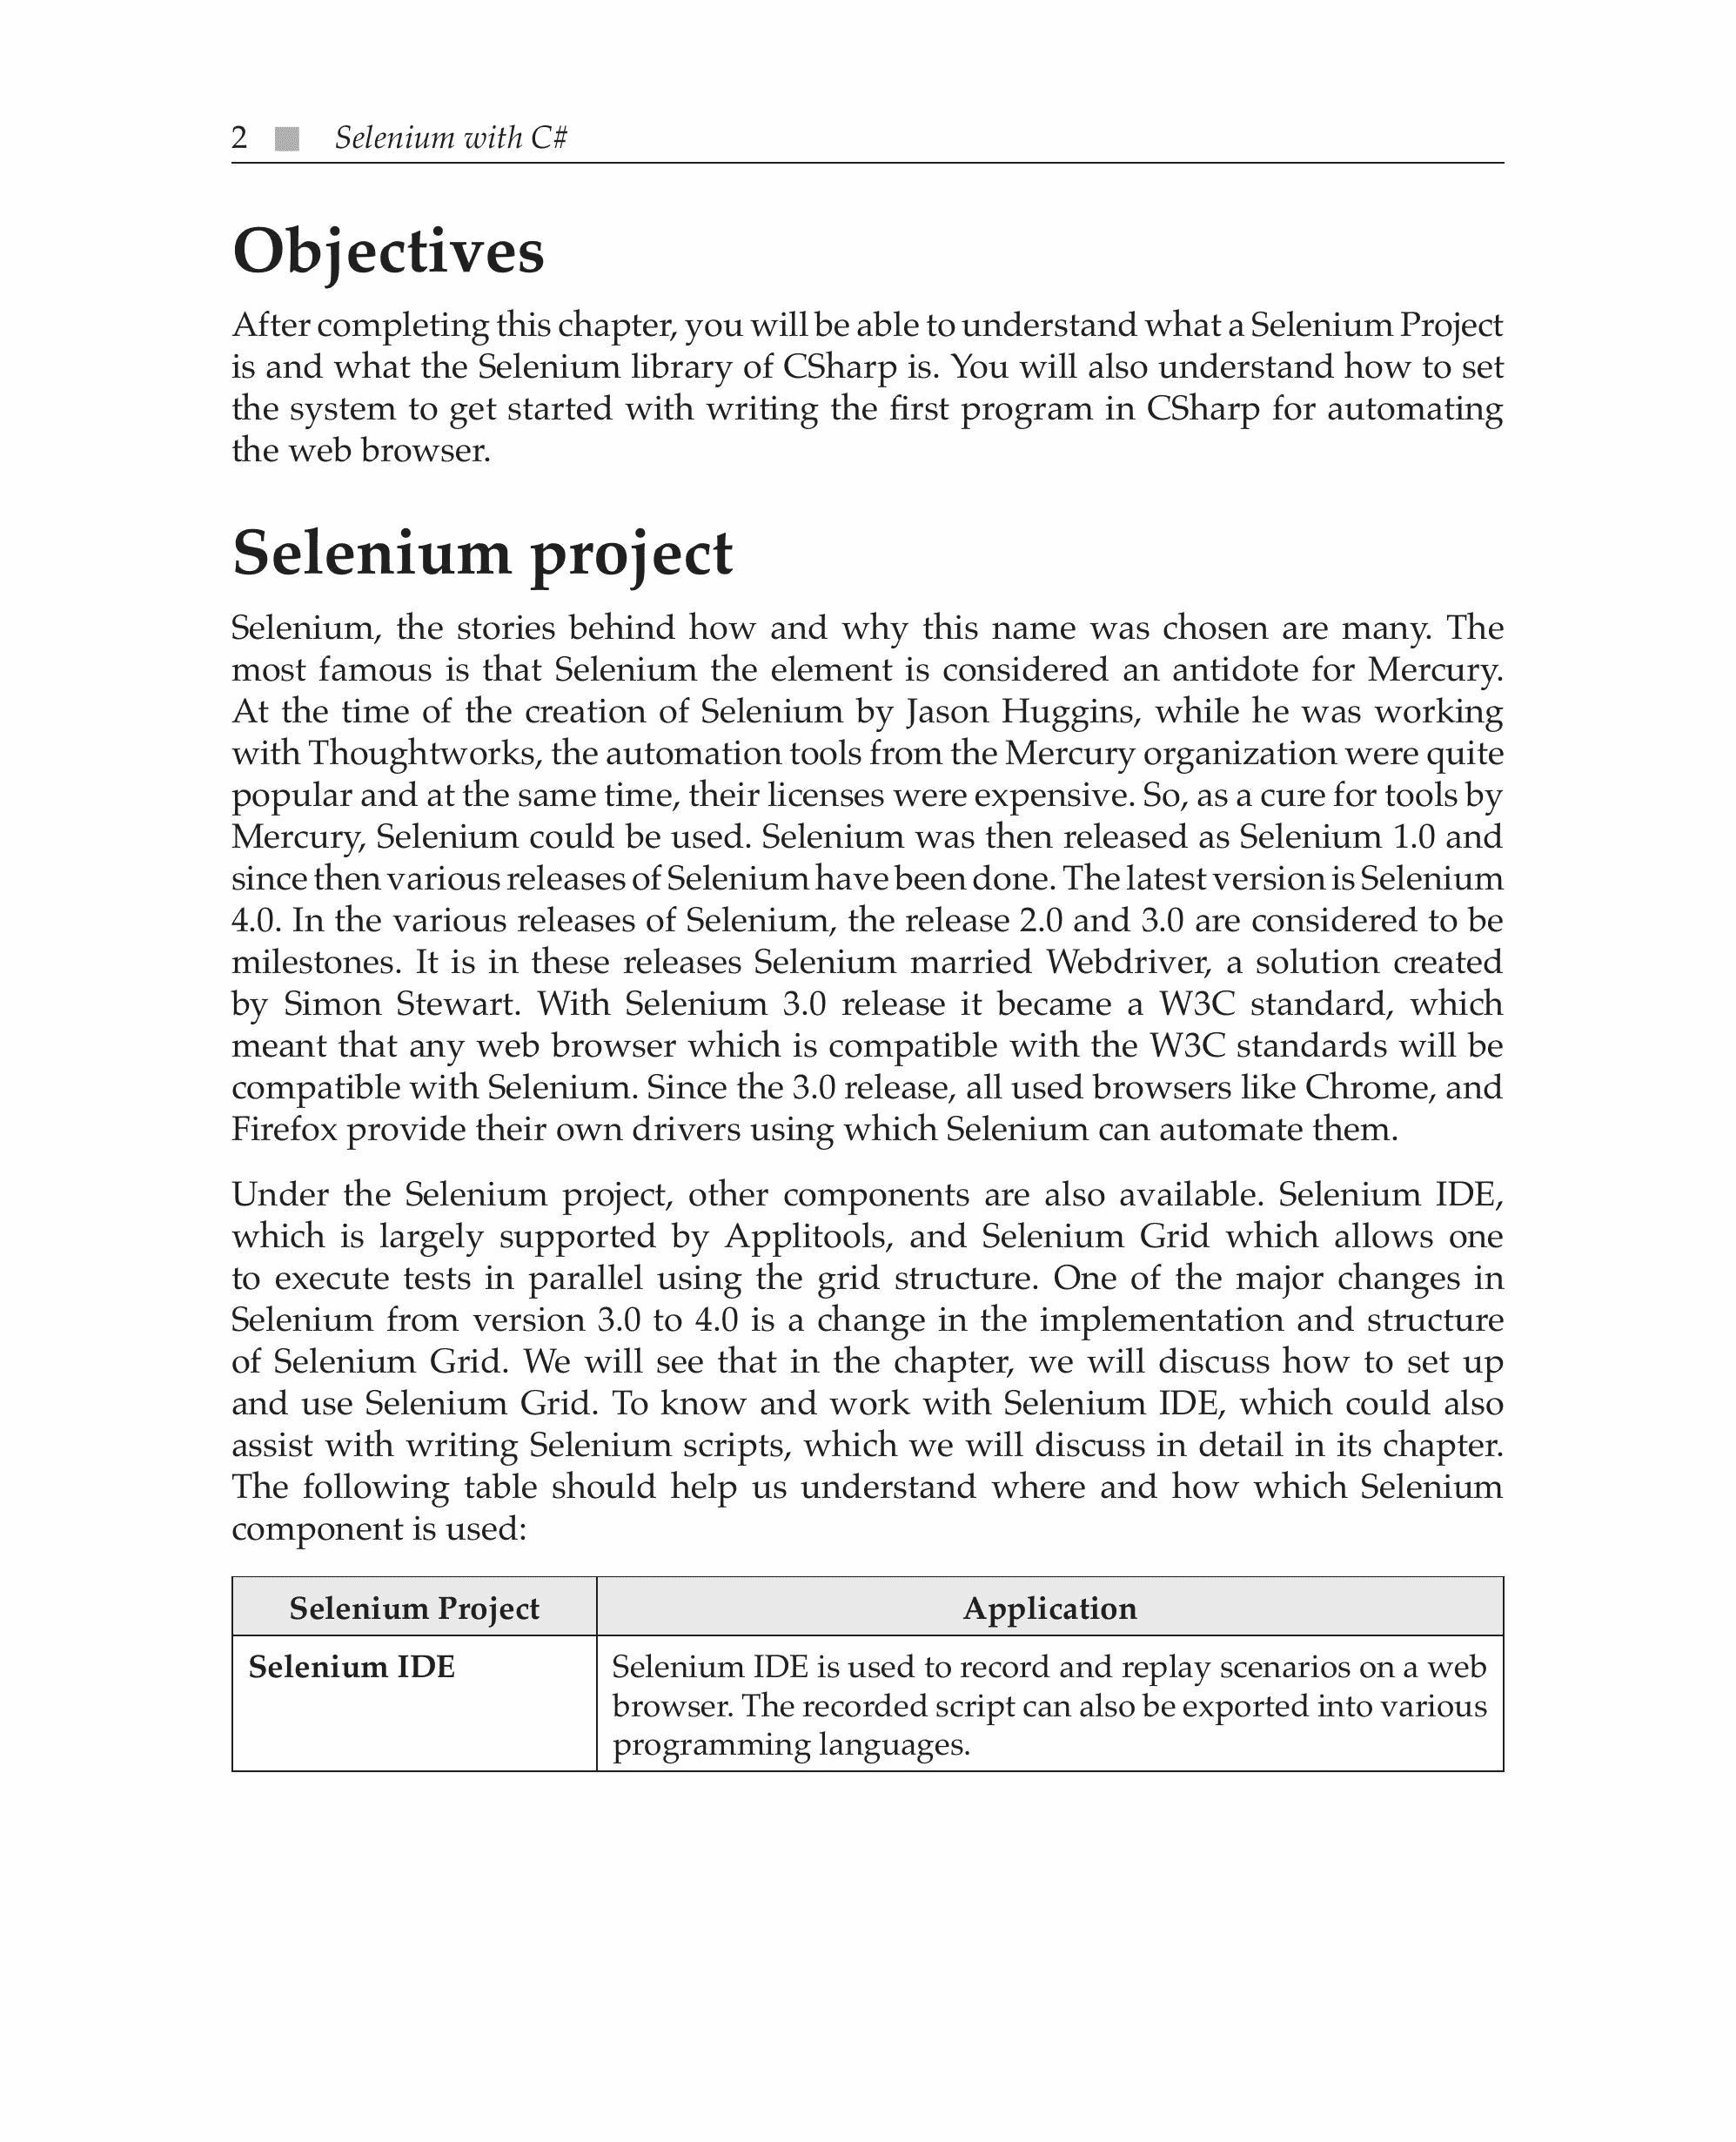 2 Selenium with C#
Objectives
After completing this chapter, you will be able to understand what a Selenium Project
is and what the Selenium library of CSharp is. You will also understand how to set
the system to get started with writing the first program in CSharp for automating
the web browser.
Selenium project
Selenium, the stories behind how and why this name was chosen are many. The
most famous is that Selenium the element is considered an antidote for Mercury.
At the time of the creation of Selenium by Jason Huggins, while he was working
with Thoughtworks, the automation tools from the Mercury organization were quite
popular and at the same time, their licenses were expensive. So, as a cure for tools by
Mercury, Selenium could be used. Selenium was then released as Selenium 1.0 and
since then various releases of Selenium have been done. The latest version is Selenium
4.0. In the various releases of Selenium, the release 2.0 and 3.0 are considered to be
milestones. It is in these releases Selenium married Webdriver, a solution created
by Simon Stewart. With Selenium 3.0 release it became a W3C standard, which
meant that any web browser which is compatible with the W3C standards will be
compatible with Selenium. Since the 3.0 release, all used browsers like Chrome, and
Firefox provide their own drivers using which Selenium can automate them.
Under the Selenium project, other components are also available. Selenium IDE,
which is largely supported by Applitools, and Selenium Grid which allows one
to execute tests in parallel using the grid structure. One of the major changes in
Selenium from version 3.0 to 4.0 is a change in the implementation and structure
of Selenium Grid. We will see that in the chapter, we will discuss how to set up
and use Selenium Grid. To know and work with Selenium IDE, which could also
assist with writing Selenium scripts, which we will discuss in detail in its chapter.
The following table should help us understand where and how which Selenium
component is used:
Selenium Project Application
Selenium IDE Selenium IDE is used to record and replay scenarios on a web
browser. The recorded script can also be exported into various
programming languages.